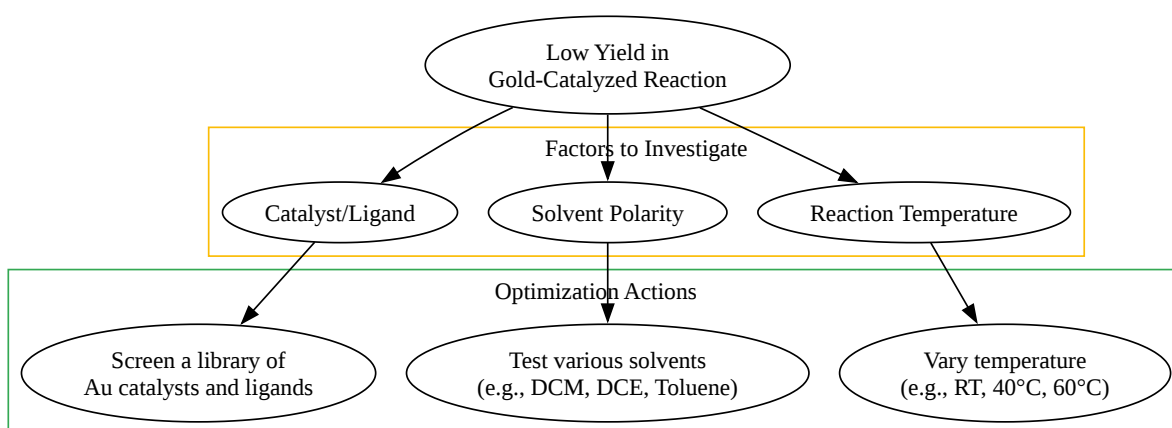 Low Yield in
Gold-Catalyzed Reaction
Factors to Investigate
Catalyst/Ligand
Solvent Polarity
Reaction Temperature
Optimization Actions
Screen a library of
Au catalysts and ligands
Test various solvents
(e.g., DCM, DCE, Toluene)
Vary temperature
(e.g., RT, 40°C, 60°C)